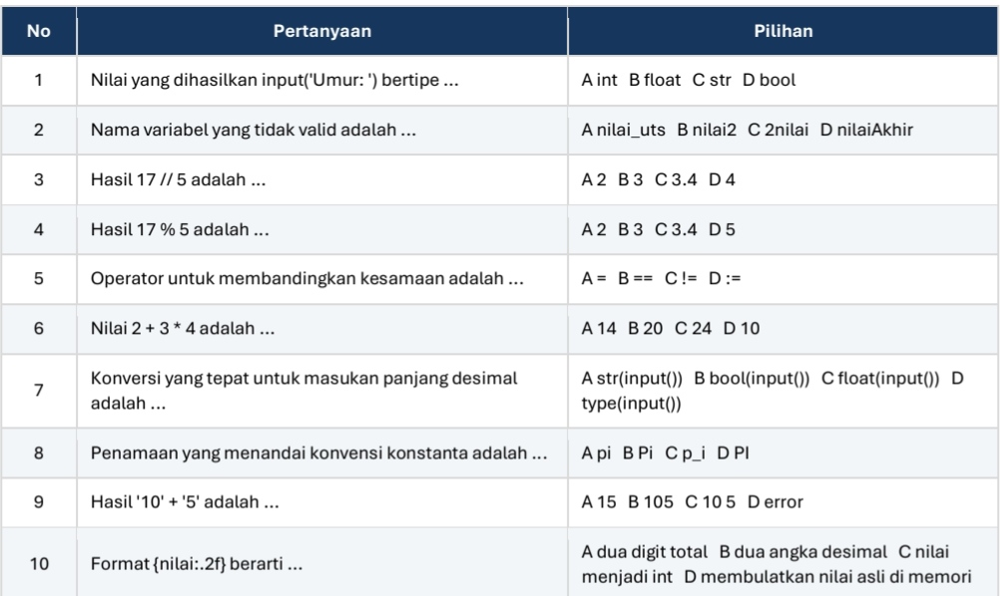 No Pertanyaan Pilihan
1 Nilai yang dihasilkan input('Umur: ') bertipe ... A int B float C str D bool
2 Nama variabel yang tidak valid adalah ... A nilai_uts B nilai2 C 2nilai D nilaiAkhir
3 Hasil 17 // 5 adalah ... A 2 B 3 C 3.4 D 4
4 Hasil 17 % 5 adalah ... A 2 B 3 C 3.4 D 5
5 Operator untuk membandingkan kesamaan adalah ... A = B == C != D :=
6 Nilai 2 + 3 * 4 adalah ... A 14 B 20 C 24 D 10
7 Konversi yang tepat untuk masukan panjang desimal
adalah ... A str(input()) B bool(input()) C float(input()) D
type(input())
8 Penamaan yang menandai konvensi konstanta adalah ... A pi B Pi C p_i D PI
9 Hasil '10' + '5' adalah ... A 15 B 105 C 10 5 D error
10 Format {nilai:.2f} berarti ... A dua digit total B dua angka desimal C nilai
menjadi int D membulatkan nilai asli di memori